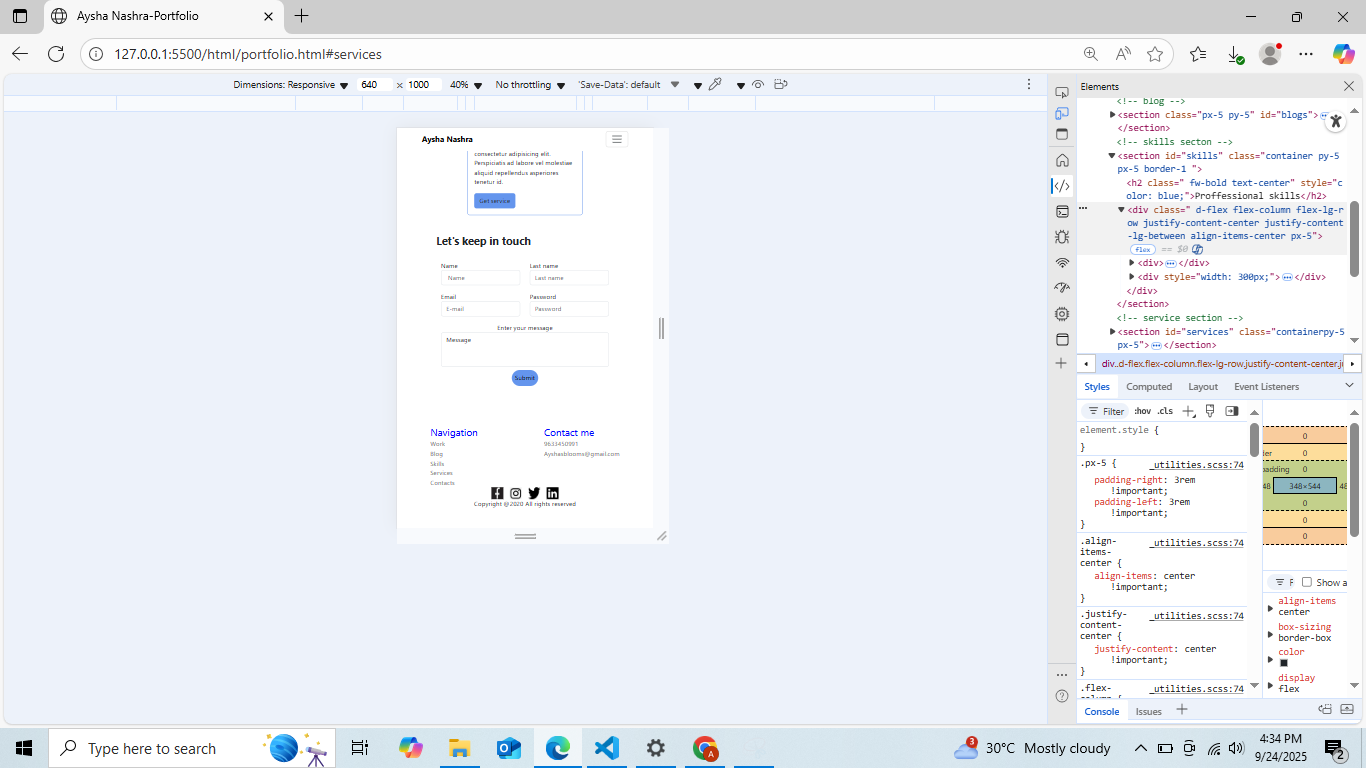 Aysha Nashra-Portfolio
127.0.0.1:5500/html/portfolio.html#services
Dimensions: Responsive
640
x
1000
40%
No throttling
'Save-Data': default
Aysha Nashra
consectetur adipisicing elit.
Perspiciatis ad labore vel molestiae
aliquid repellendus asperiores
tenetur id.
Get service
Let's keep in touch
Name
Last name
Name
Last name
Email
Password
E-mail
Password
Enter your message
Message
Submit
Navigation
Contact me
Work
9633450991
Blog
Ayshasblooms@gmail.com
Skills
Services
Contacts
Copyright @2020 All rights reserved
Elements
<!-- blog -->
<section class="px-5 py-5" id="blogs">
</section>
<!-- skills secton -->
<section id="skills" class="container py-5
px-5 border-1 ">
<h2 class=" fw-bold text-center" style="c
olor: blue;">Proffessional skills</h2>
<div class=" d-flex flex-column flex-lg-r
ow justify-content-center justify-content
-lg-between align-items-center px-5">
flex
== $0
<div>
</div>
<div style="width: 300px;">
</div>
</div>
</section>
<!-- service section -->
<section id="services" class="containerpy-5
px-5">
</section>
div..d-flex.flex-column.flex-lg-row.justify-content-center.ju
Styles
Computed
Layout
Event Listeners
Filter
:hov
.cls
element.style {
}
.px-5 {
_utilities.scss:74
padding-right: 3rem
!important;
padding-left: 3rem
!important;
}
.align-
items-
center {
_utilities.scss:74
align-items: center
!important;
}
.justify-
content-
center {
_utilities.scss:74
justify-content: center
!important;
}
.flex-
_utilities.scss:74
0
der
0
padding
0
48
348×544
48
0
0
0
F
Show a
align-items
center
box-sizing
border-box
color
display
flex
Console
Issues
Type here to search
3
30°C Mostly cloudy
4:34 PM
9/24/2025
2
A